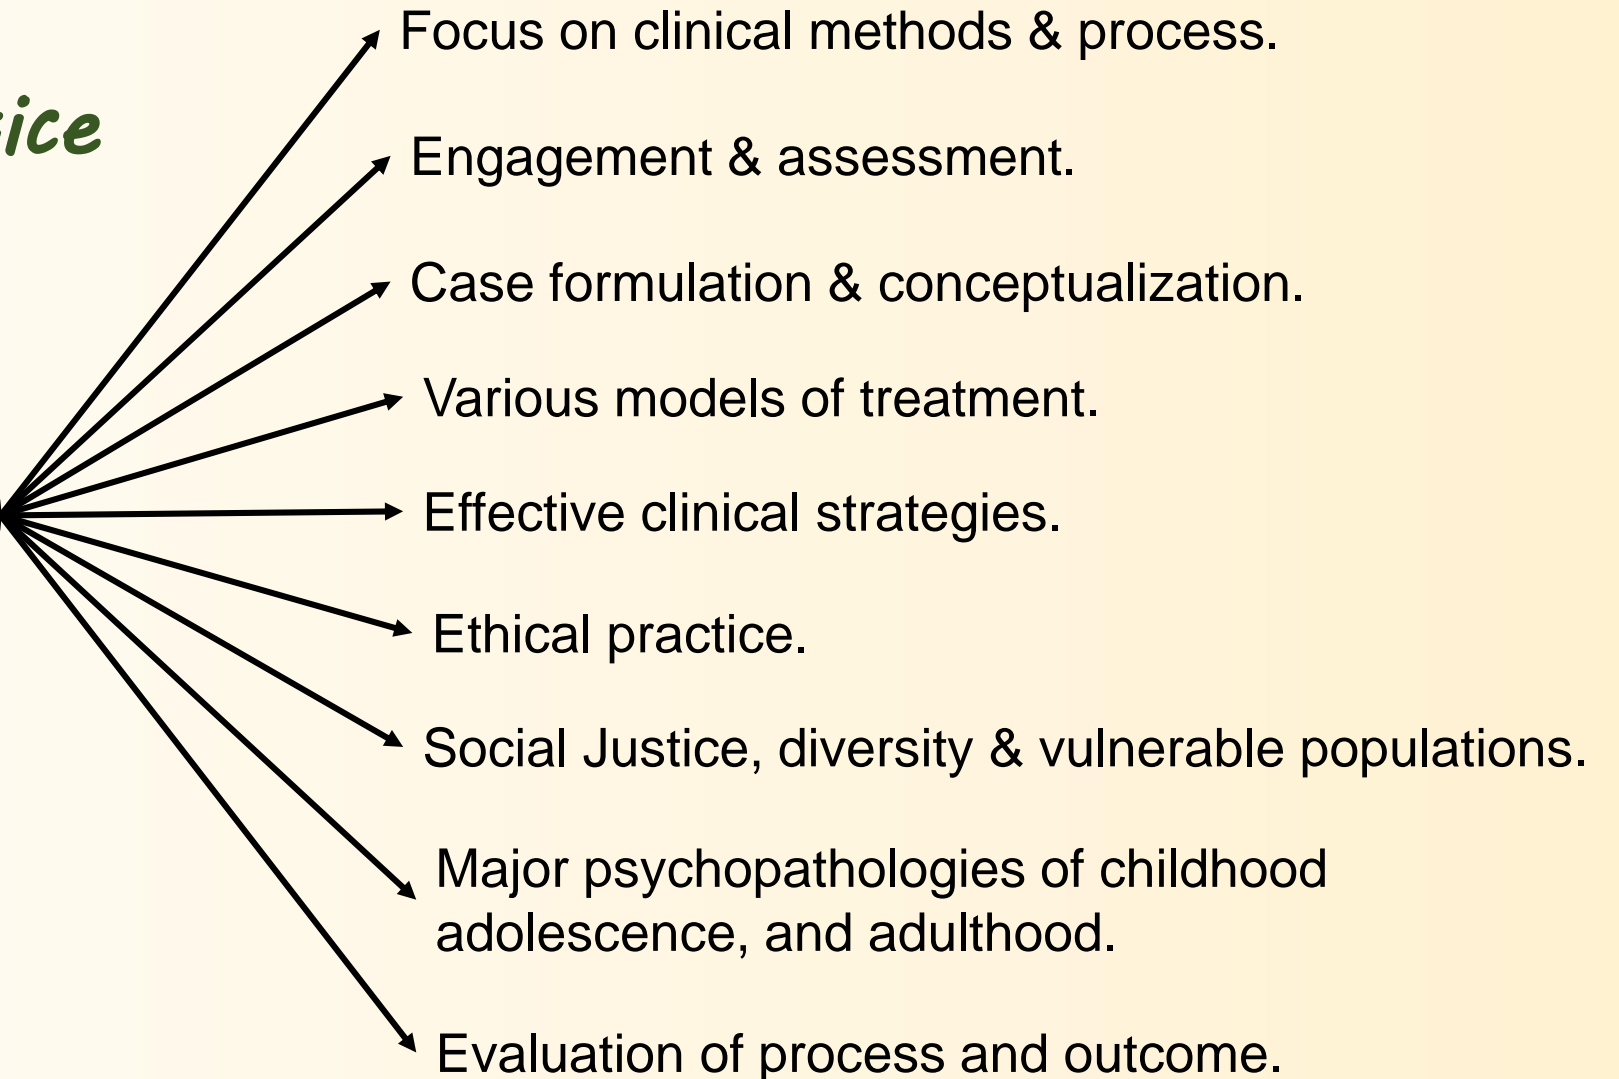 Focus on clinical methods & process.
Engagement & assessment.
Case formulation & conceptualization.
Various models of treatment.
Effective clinical strategies.
Ethical practice.
Social Justice, diversity & vulnerable populations.
Major psychopathologies of childhood
adolescence, and adulthood.
Evaluation of process and outcome.